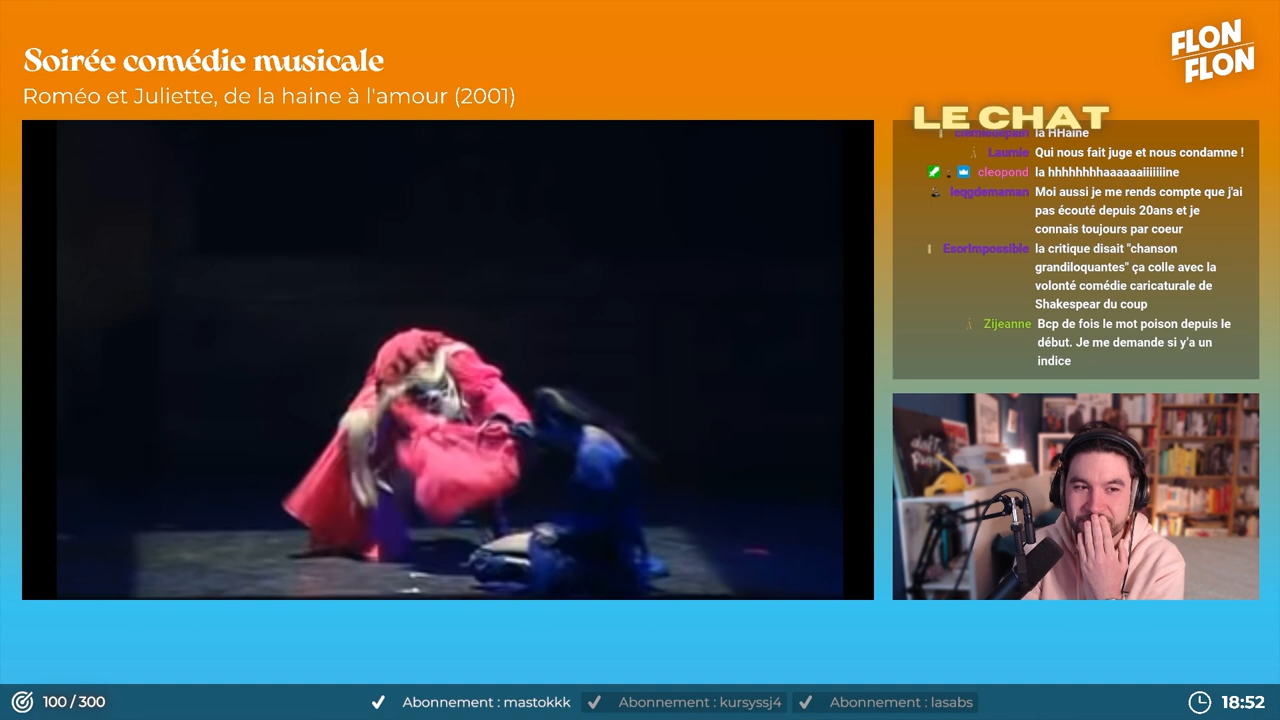 Soirée comédie musicale
Roméo et Juliette, de la haine à l'amour (2001)
FLON
FLON
LE CHAT
la HHaine
Laumie Qui nous fait juge et nous condamne !
cleopond la hhhhhhhaaaaaaiiiiiiine
leqgdemaman Moi aussi je me rends compte que j'ai
pas écouté depuis 20ans et je
connais toujours par coeur
EsorImpossible la critique disait "chanson
grandiloquantes" ça colle avec la
volonté comédie caricaturale de
Shakespear du coup
Zijeanne Bcp de fois le mot poison depuis le
début. Je me demande si y'a un
indice
100 / 300
Abonnement : mastokkk
Abonnement : kursyssj4
Abonnement : lasabs
18:52